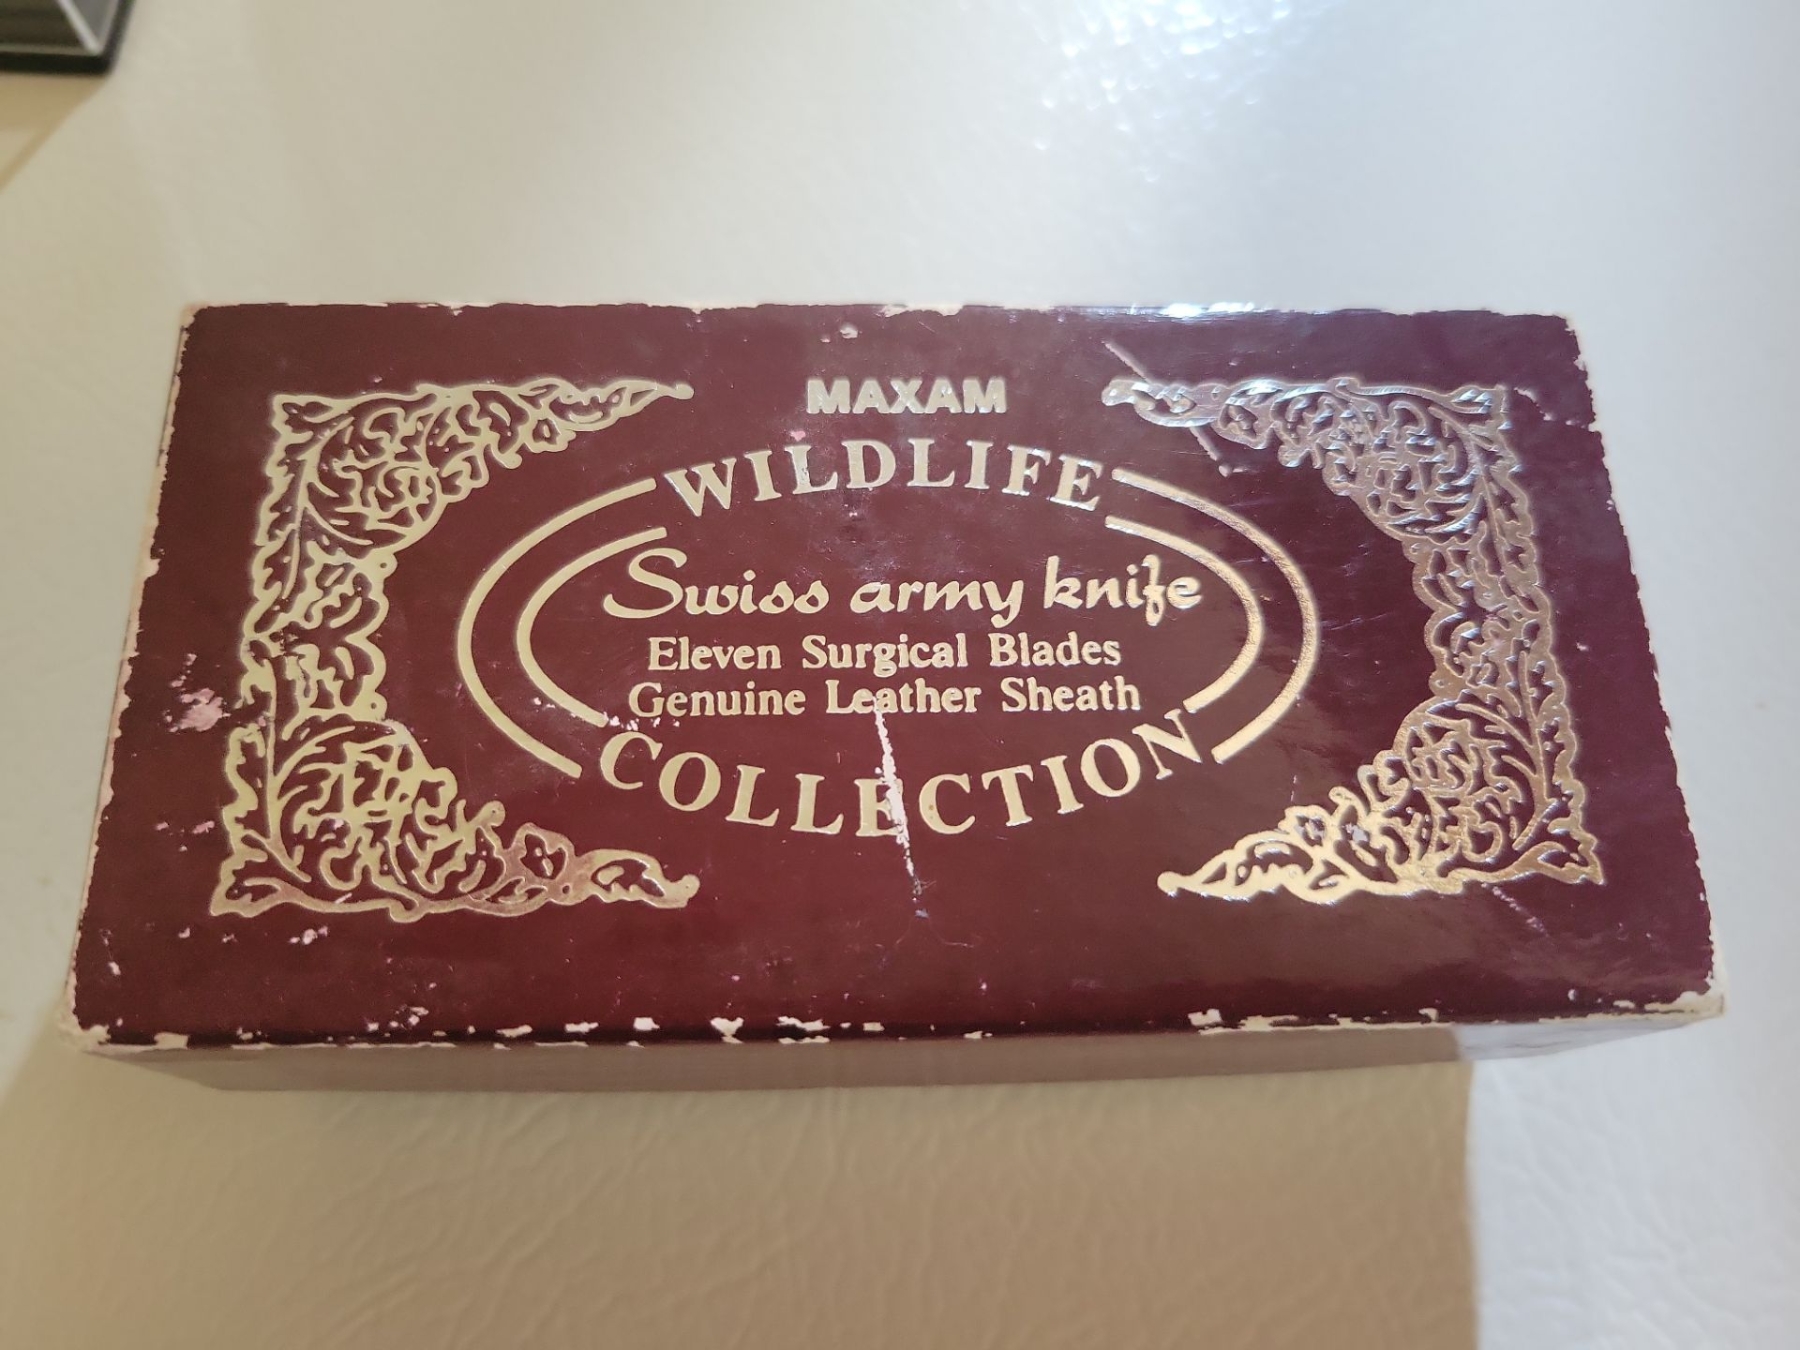 MAXAM
WILDLIFE
Swiss army knife
Eleven Surgical Blades
Genuine Leather Sheath
COLLECTION